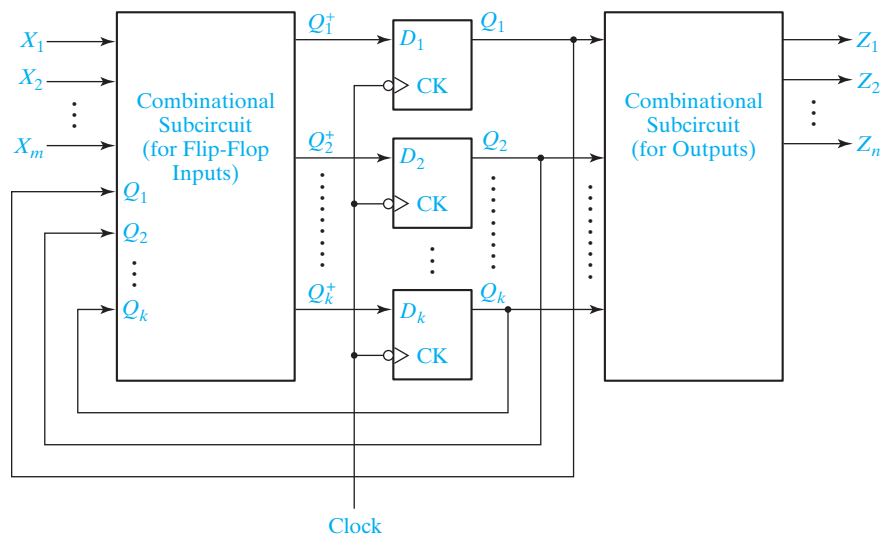 X₁
X₂
Xₘ
Q₁
Q₂
Qₖ
Combinational
Subcircuit
(for Flip-Flop
Inputs)
Q₁⁺
Q₂⁺
Qₖ⁺
D₁
CK
D₂
CK
Dₖ
CK
Q₁
Q₂
Qₖ
Combinational
Subcircuit
(for Outputs)
Z₁
Z₂
Zₙ
Clock